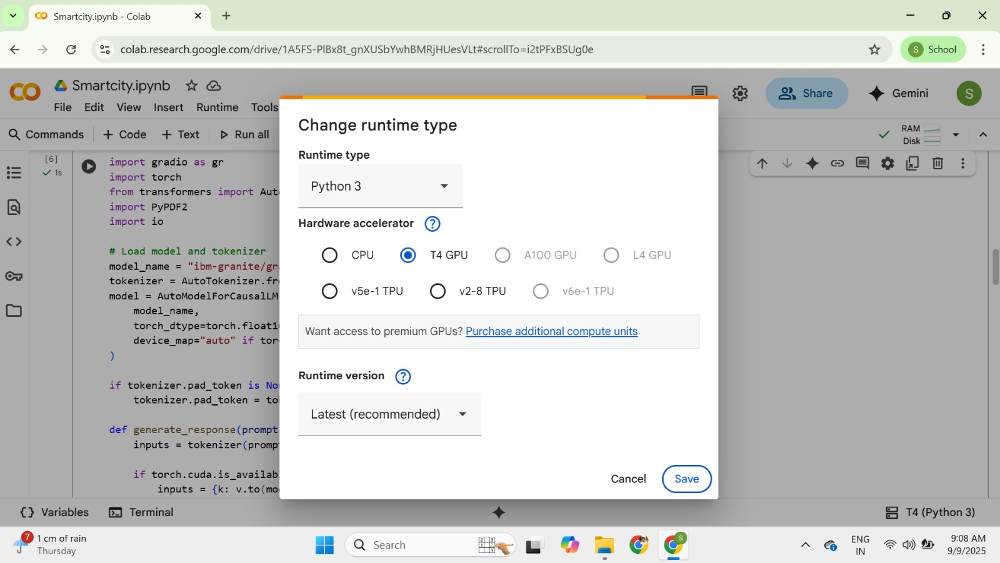 Smartcity.ipynb - Colab
colab.research.google.com/drive/1A5FS-PlBx8t_gnXUSbYwhBMRjHUesVLt#scrollTo=i2tPFxBSUg0e
S School
CO Smartcity.ipynb
Share
Gemini
S
File Edit View Insert Runtime Tools
Commands + Code + Text Run all
RAM
Disk
Change runtime type
Runtime type
Python 3
Hardware accelerator ?
CPU T4 GPU A100 GPU L4 GPU
v5e-1 TPU v2-8 TPU v6e-1 TPU
Want access to premium GPUs? Purchase additional compute units
Runtime version ?
Latest (recommended)
Cancel Save
[6]
1s
import gradio as gr
import torch
from transformers import Auto
import PyPDF2
import io
# Load model and tokenizer
model_name = "ibm-granite/gra
tokenizer = AutoTokenizer.fro
model = AutoModelForCausalLM
model_name,
torch_dtype=torch.float1
device_map="auto" if tor
)
if tokenizer.pad_token is No
tokenizer.pad_token = to
def generate_response(prompt
inputs = tokenizer(promp
if torch.cuda.is_availab
inputs = {k: v.to(mo
{} Variables Terminal
T4 (Python 3)
7 1 cm of rain
Thursday
Search
S
ENG
IN
9:08 AM
9/9/2025